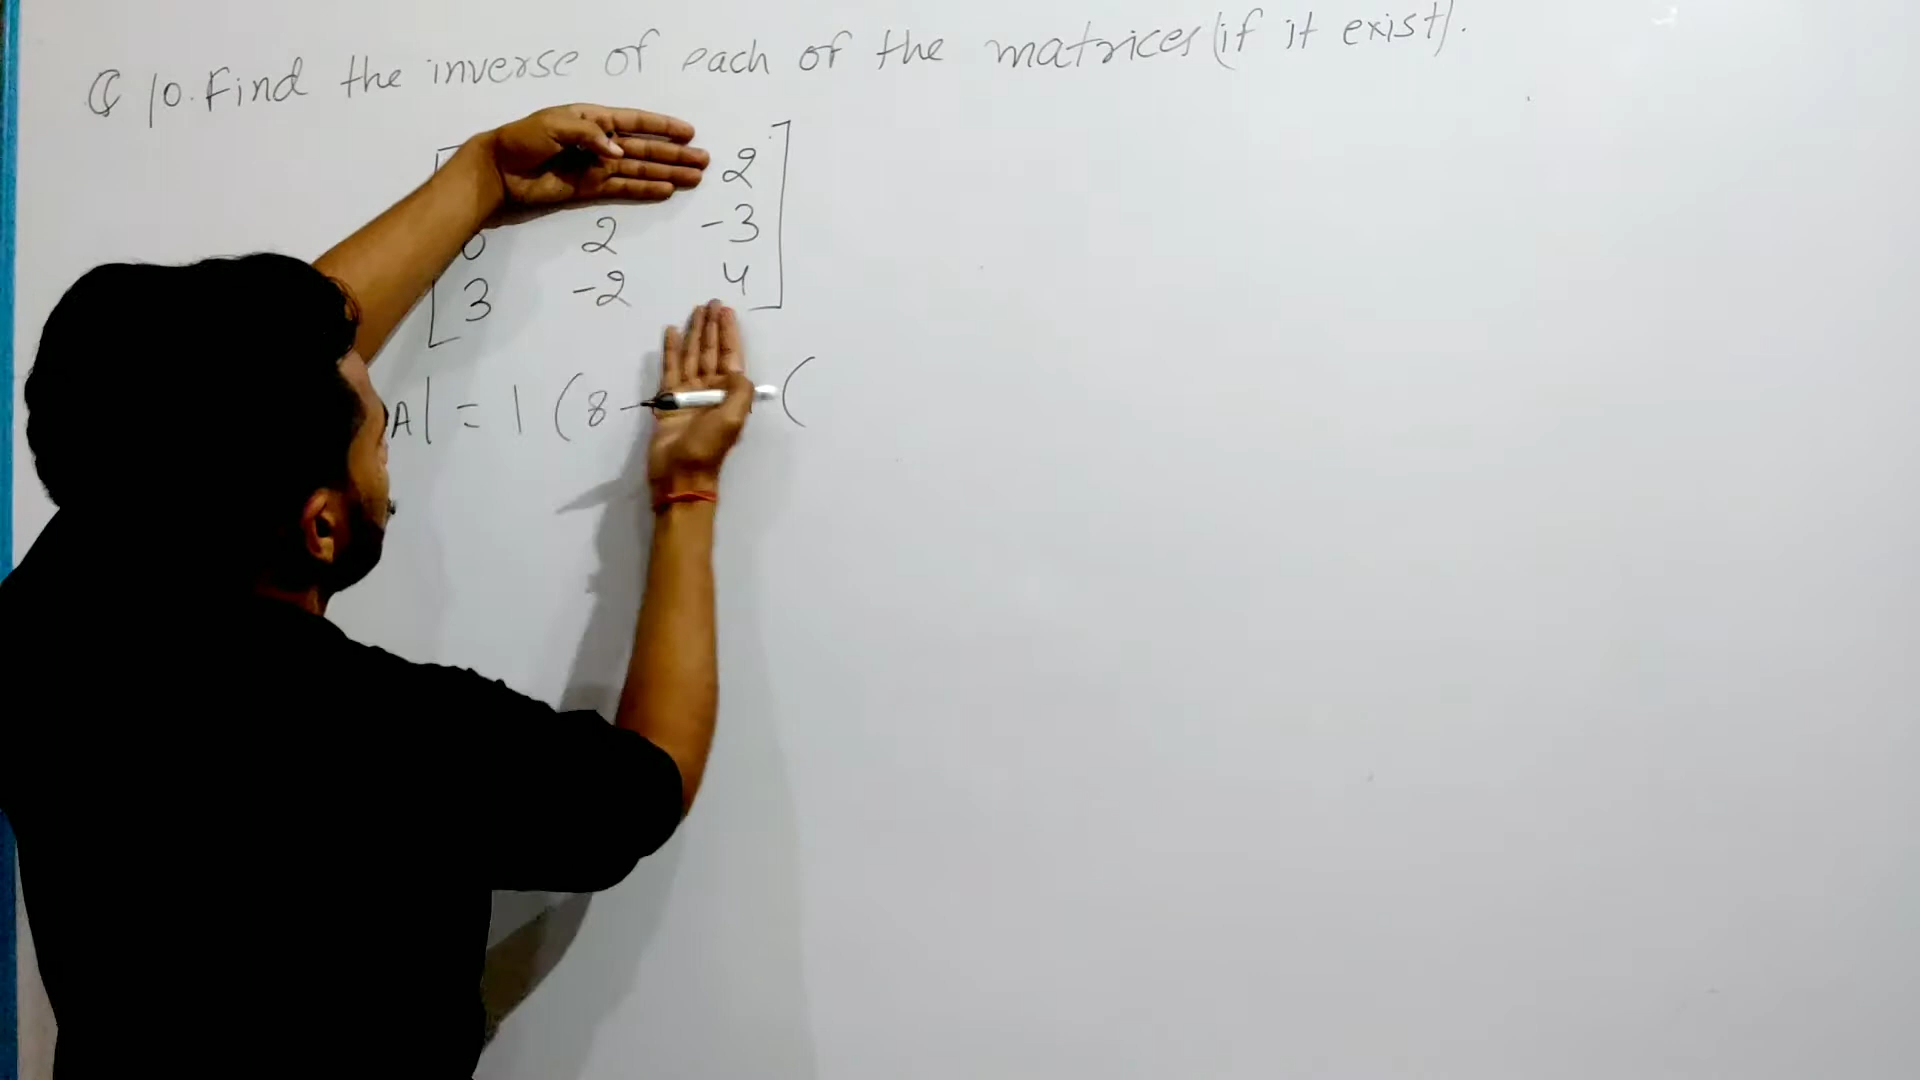 Q 10. Find the inverse of each of the matrices (if it exist).
2
0 2 -3
3 -2 4
A| = 1 (8 - (